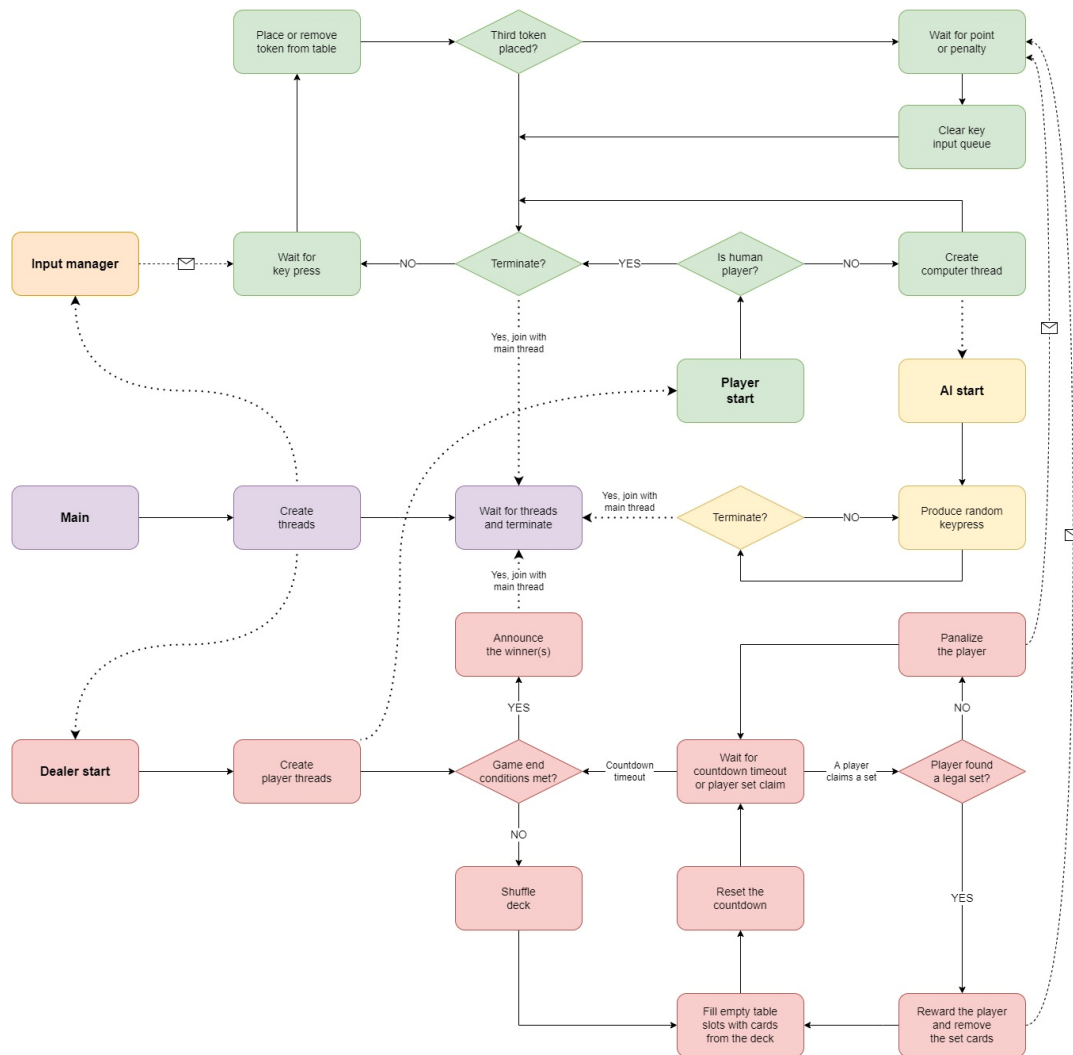 Place or remove
token from table
Third token
placed?
Wait for point
or penalty
Clear key
input queue
Input manager
Wait for
key press
NO
Terminate?
YES
Is human
player?
NO
Create
computer thread
Yes, join with
main thread
Player
start
AI start
Main
Create
threads
Wait for threads
and terminate
Yes, join with
main thread
Terminate?
NO
Produce random
keypress
Yes, join with
main thread
Announce
the winner(s)
Panalize
the player
YES
NO
Dealer start
Create
player threads
Game end
conditions met?
Countdown
timeout
Wait for
countdown timeout
or player set claim
A player
claims a set
Player found
a legal set?
NO
Shuffle
deck
Reset the
countdown
YES
Fill empty table
slots with cards
from the deck
Reward the player
and remove
the set cards